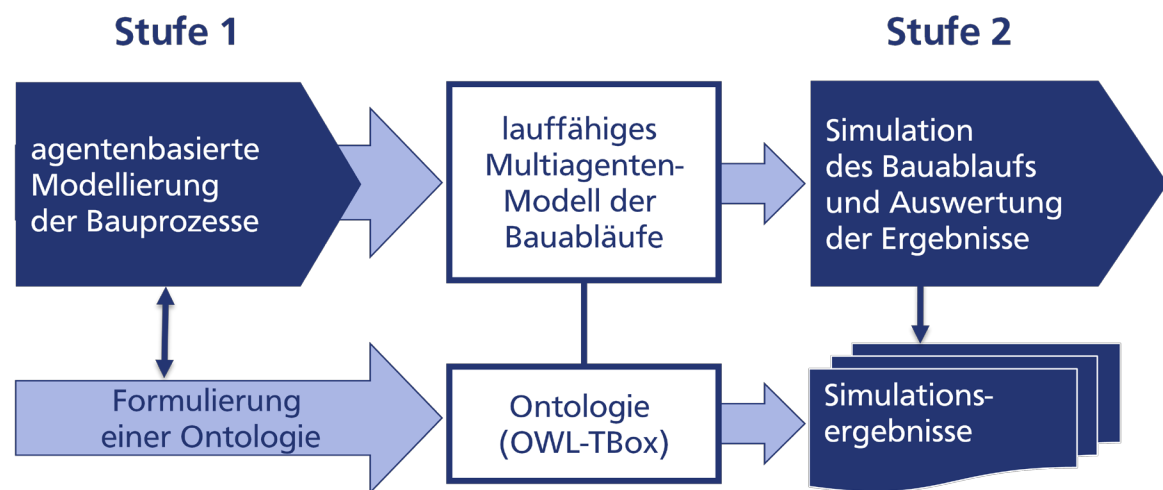 Stufe 1
Stufe 2
agentenbasierte
Modellierung
der Bauprozesse
lauffähiges
Multiagenten-
Modell der
Bauabläufe
Simulation
des Bauablaufs
und Auswertung
der Ergebnisse
Formulierung
einer Ontologie
Ontologie
(OWL-TBox)
Simulations-
ergebnisse